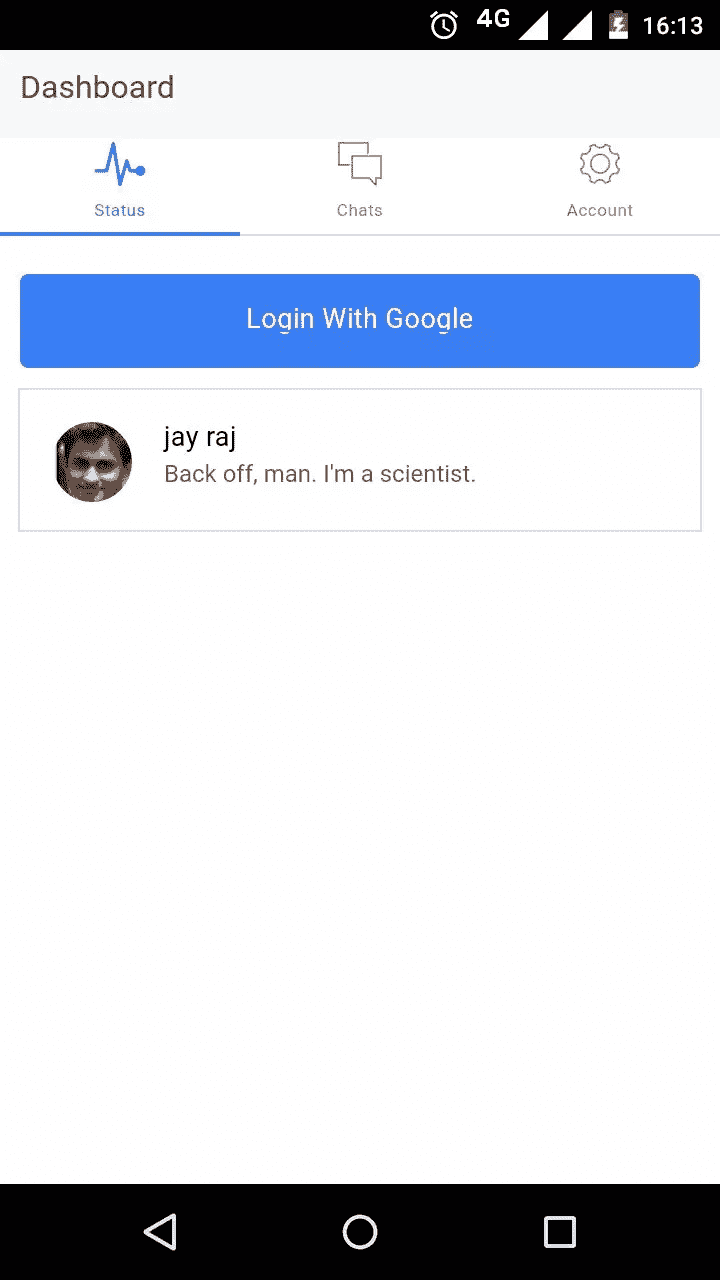 4G 16:13
Dashboard
Status Chats Account
Login With Google
jay raj
Back off, man. I'm a scientist.